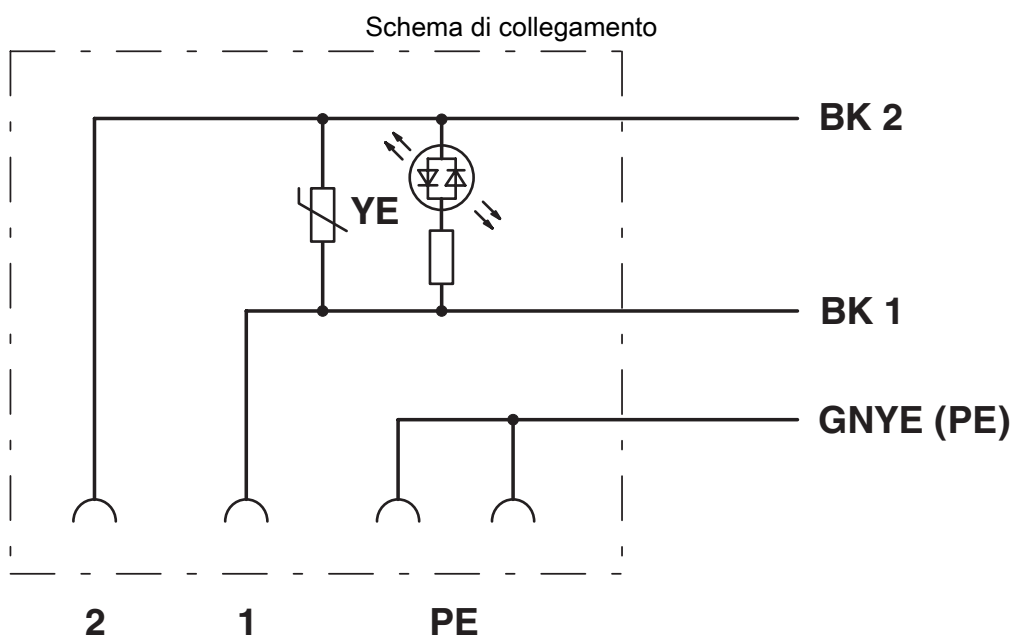 Schema di collegamento
BK 2
YE
BK 1
GNYE (PE)
2 1 PE